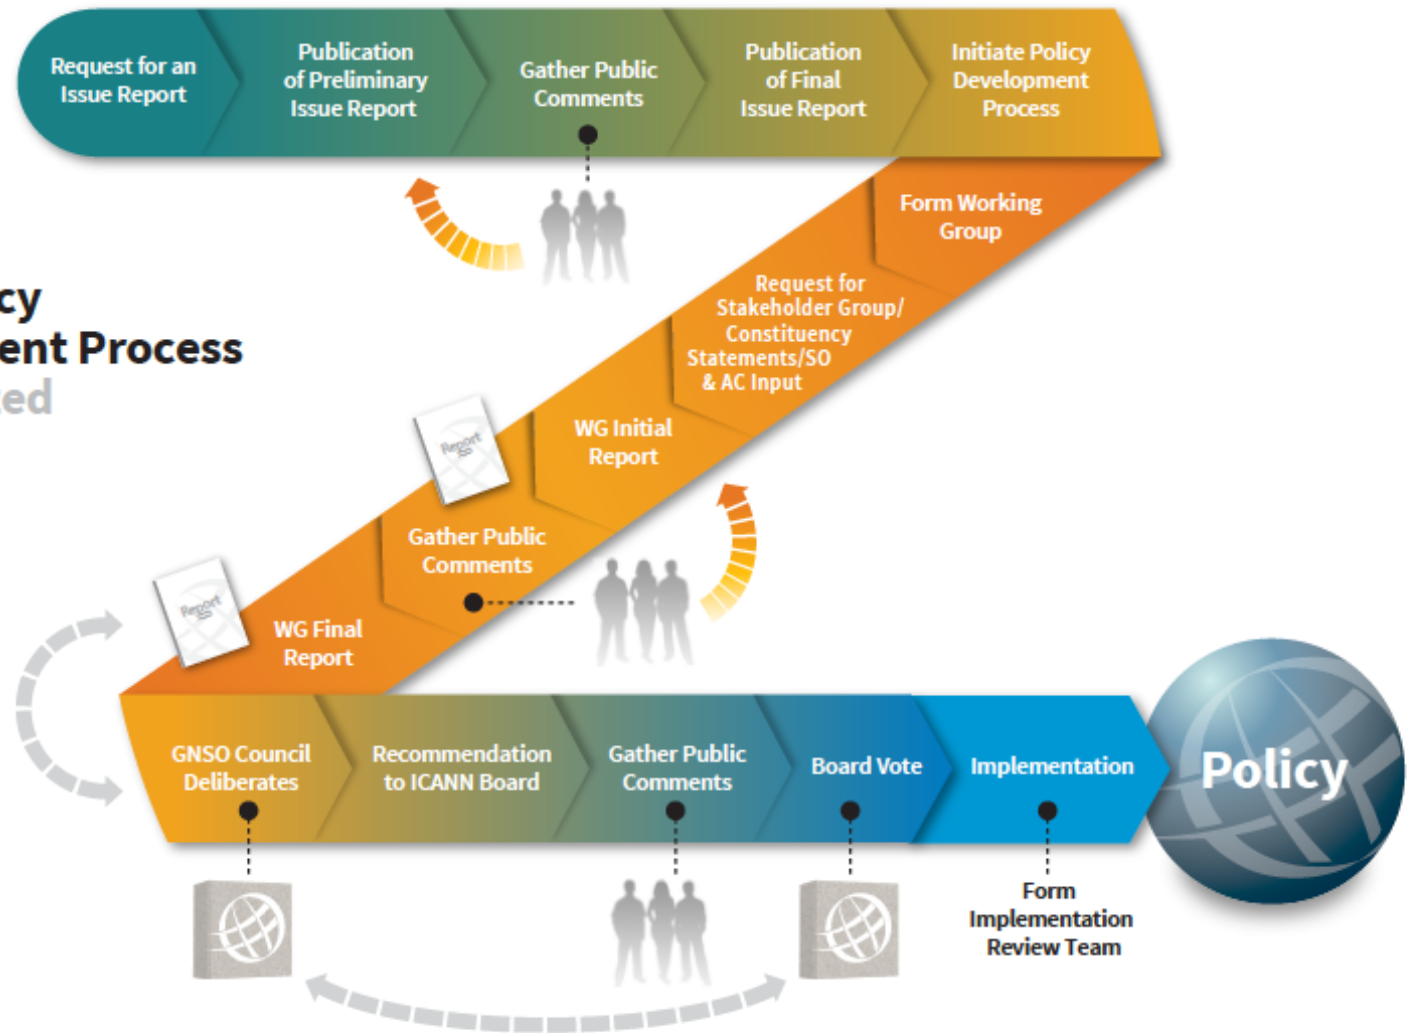 Request for an
Issue Report
Publication
of Preliminary
Issue Report
Gather Public
Comments
Publication
of Final
Issue Report
Initiate Policy
Development
Process
Form Working
Group
cy
ent Process
ed
Request for
Stakeholder Group/
Constituency
Statements/SO
& AC Input
WG Initial
Report
Report
Gather Public
Comments
Report
WG Final
Report
GNSO Council
Deliberates
Recommendation
to ICANN Board
Gather Public
Comments
Board Vote
Implementation
Policy
Form
Implementation
Review Team